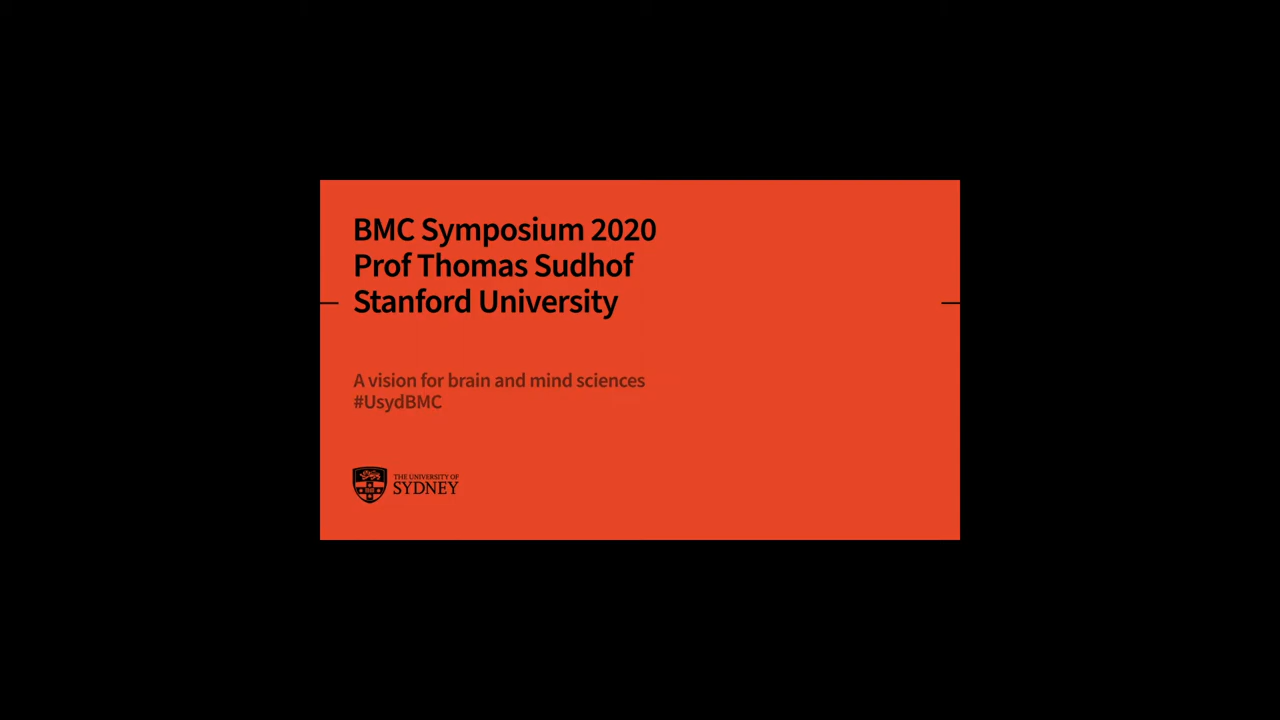 BMC Symposium 2020
Prof Thomas Sudhof
Stanford University
A vision for brain and mind sciences
#UsydBMC
THE UNIVERSITY OF
SYDNEY